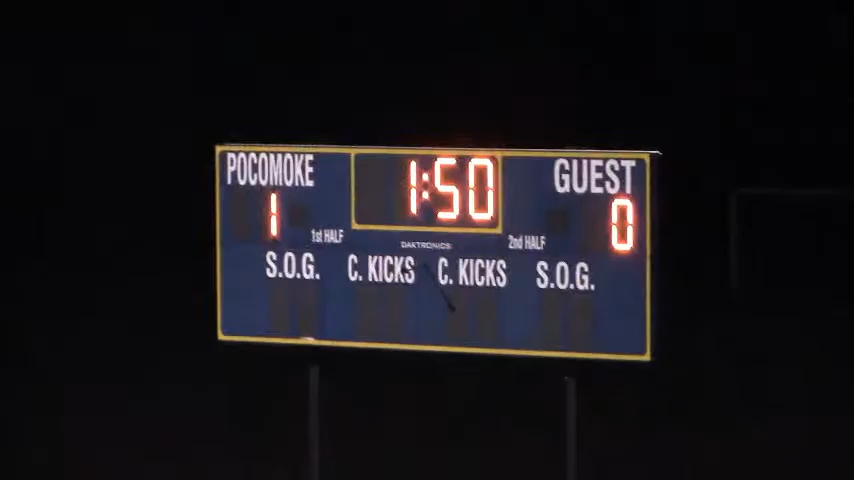 POCOMOKE 1:50 GUEST
1 0
1st HALF DAKTRONICS 2nd HALF
S.O.G. C. KICKS C. KICKS S.O.G.